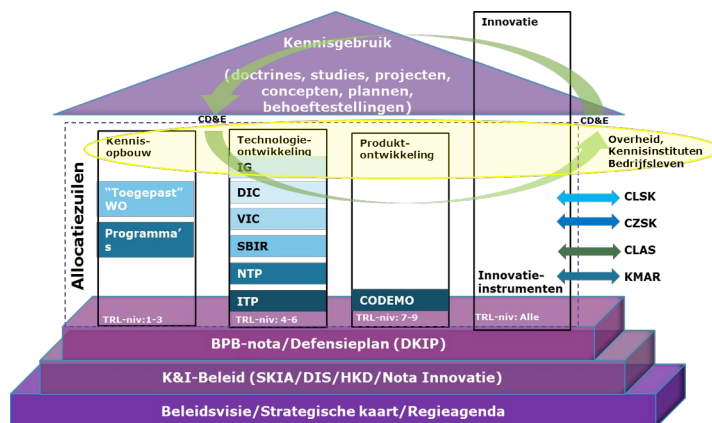 Innovatie
Kennisgebruik
(doctrines, studies, projecten,
concepten, plannen,
behoeftestellingen)
CD&E
CD&E
Allocatiezuilen
Kennis-
opbouw
"Toegepast"
WO
Programma'
s
TRL-niv:1-3
Technologie-
ontwikkeling
IG
DIC
VIC
SBIR
NTP
ITP
TRL-niv: 4-6
Produkt-
ontwikkeling
CODEMO
TRL-niv: 7-9
Innovatie-
instrumenten
TRL-niv: Alle
Overheid,
Kennisinstituten
Bedrijfsleven
CLSK
CZSK
CLAS
KMAR
BPB-nota/Defensieplan (DKIP)
K&I-Beleid (SKIA/DIS/HKD/Nota Innovatie)
Beleidsvisie/Strategische kaart/Regieagenda